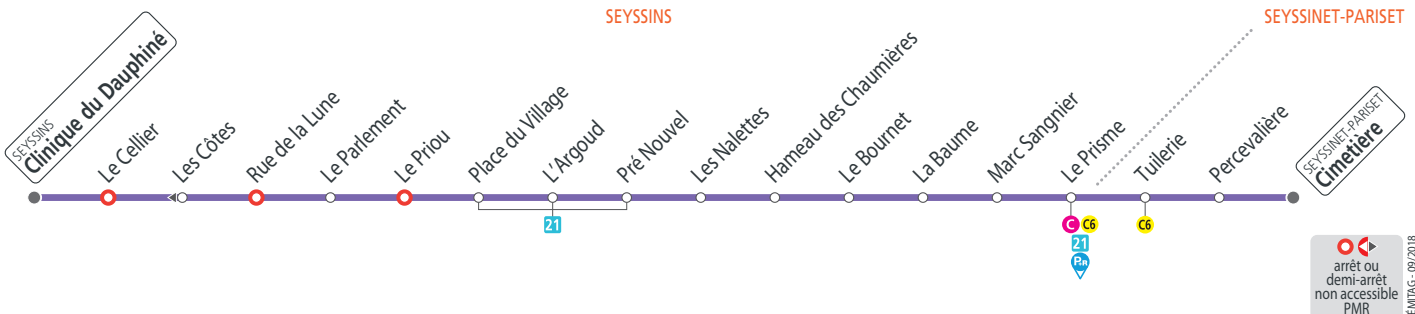 SEYSSINS
SEYSSINET-PARISET
SEYSSINS
Clinique du Dauphiné
Le Cellier
Les Côtes
Rue de la Lune
Le Parlement
Le Priou
Place du Village
L'Argoud
Pré Nouvel
Les Nalettes
Hameau des Chaumières
Le Bournet
La Baume
Marc Sangnier
Le Prisme
Tuilerie
Percevalière
SEYSSINET-PARISET
Cimetière
21
C C6
21
P+R
C6
arrêt ou
demi-arrêt
non accessible
PMR
ÉMITAG - 09/2018